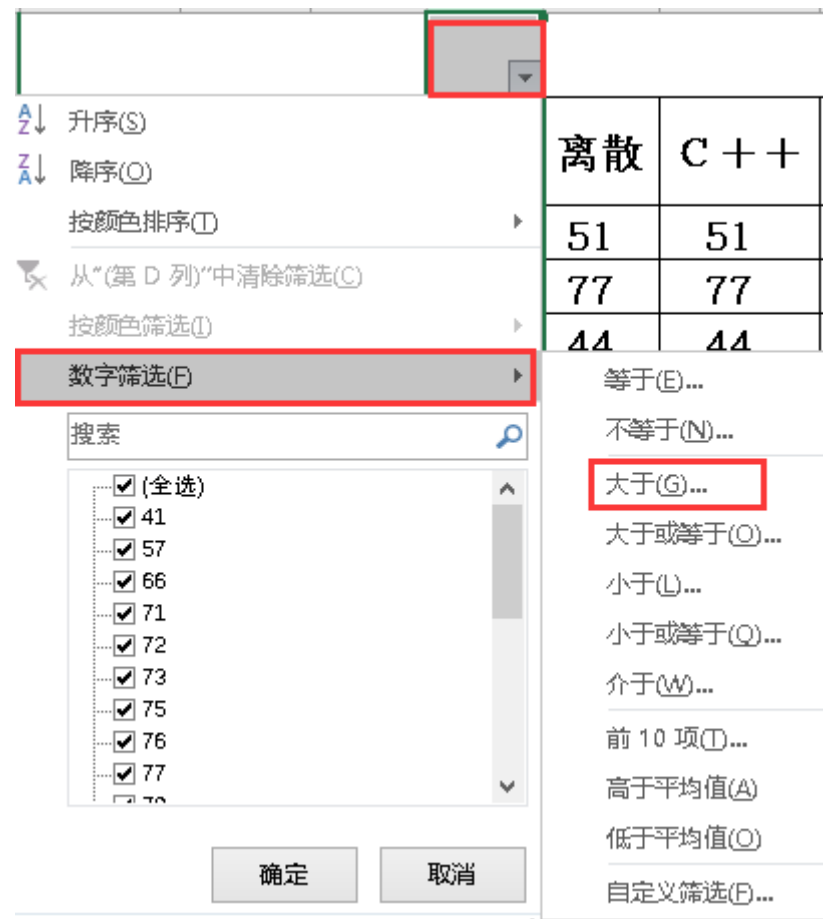 升序(S)
降序(O)
按颜色排序(T)
从"(第 D 列)"中清除筛选(C)
按颜色筛选(I)
数字筛选(F)
搜索
(全选)
41
57
66
71
72
73
75
76
77
确定
取消
离散 C++
51 51
77 77
44 44
等于(E)...
不等于(N)...
大于(G)...
大于或等于(O)...
小于(L)...
小于或等于(Q)...
介于(W)...
前 10 项(T)...
高于平均值(A)
低于平均值(O)
自定义筛选(F)...